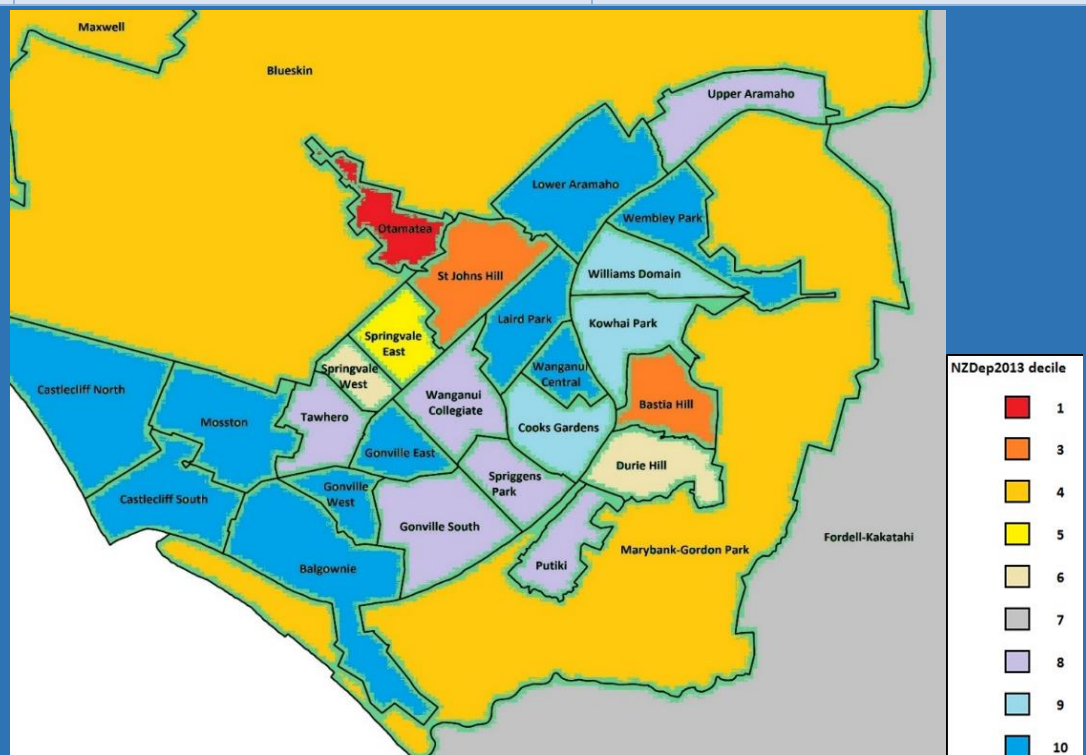 Maxwell
Blueskin
Upper Aramaho
Lower Aramaho
Wembley Park
Otamatea
St Johns Hill
Williams Domain
Laird Park
Kowhai Park
Springvale
East
Springvale
West
Wanganui
Central
Castlecliff North
Mosston
Tawhero
Wanganui
Collegiate
Bastia Hill
Cooks Gardens
Gonville East
Durie Hill
Castlecliff South
Gonville
West
Spriggens
Park
Gonville South
Balgownie
Putiki
Marybank-Gordon Park
Fordell-Kakatahi
NZDep2013 decile
1
3
4
5
6
7
8
9
10